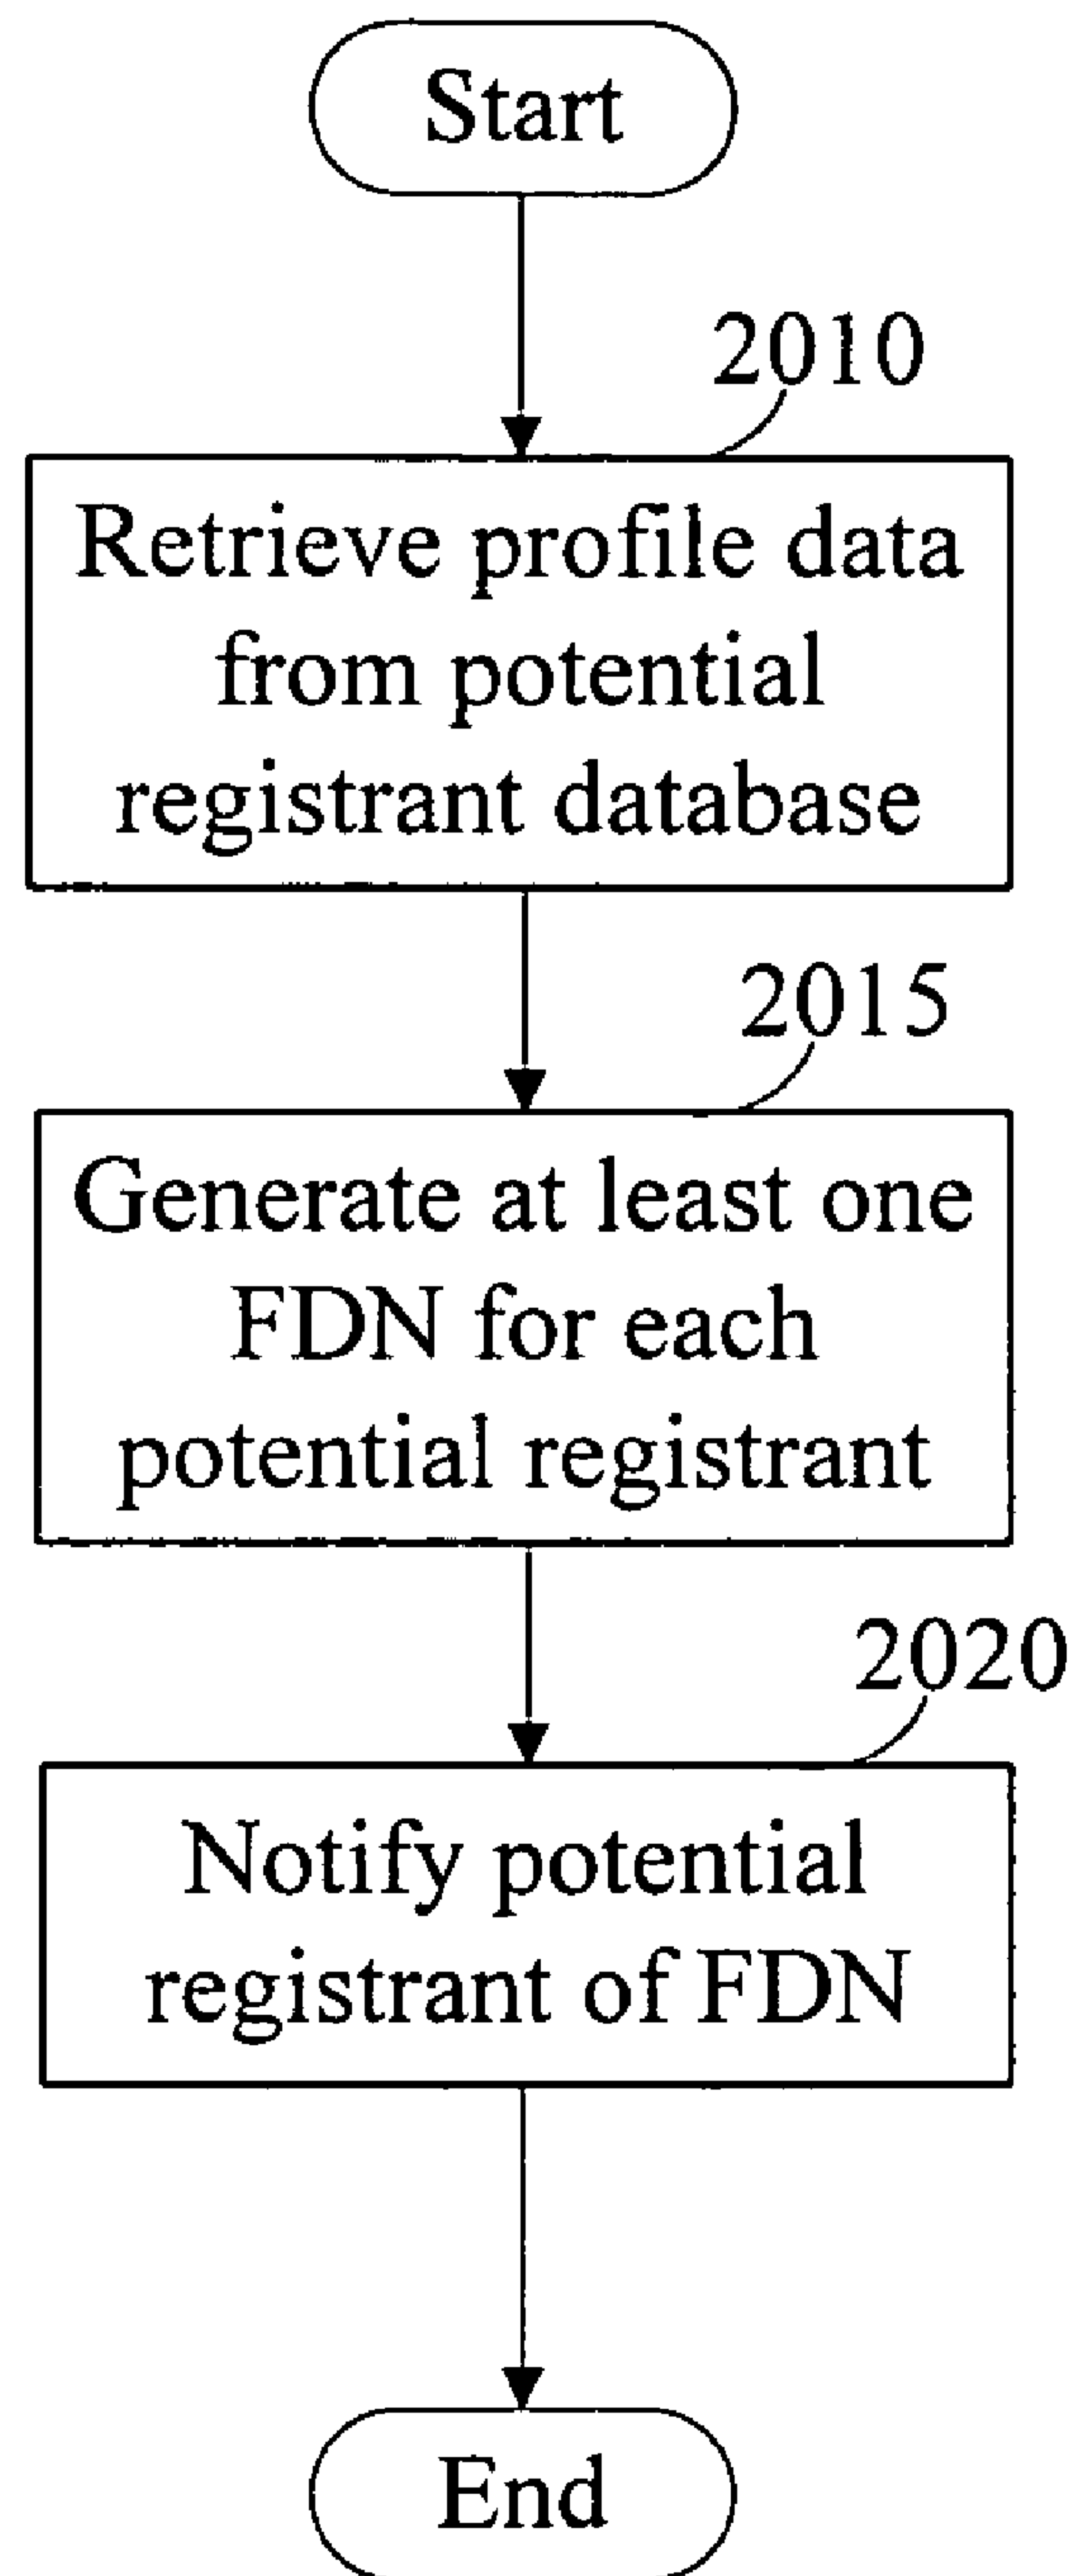 Start
2010
Retrieve profile data
from potential
registrant database
2015
Generate at least one
FDN for each
potential registrant
2020
Notify potential
registrant of FDN
End